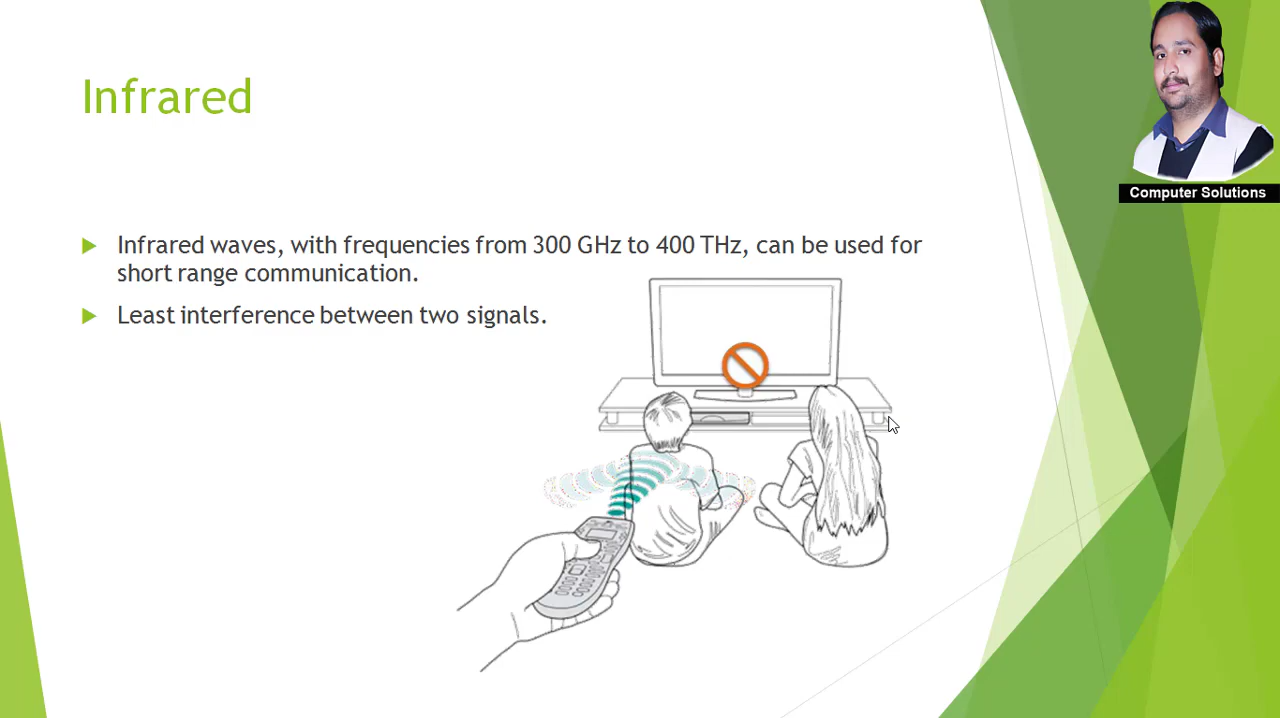 Infrared
Computer Solutions
Infrared waves, with frequencies from 300 GHz to 400 THz, can be used for
short range communication.
Least interference between two signals.